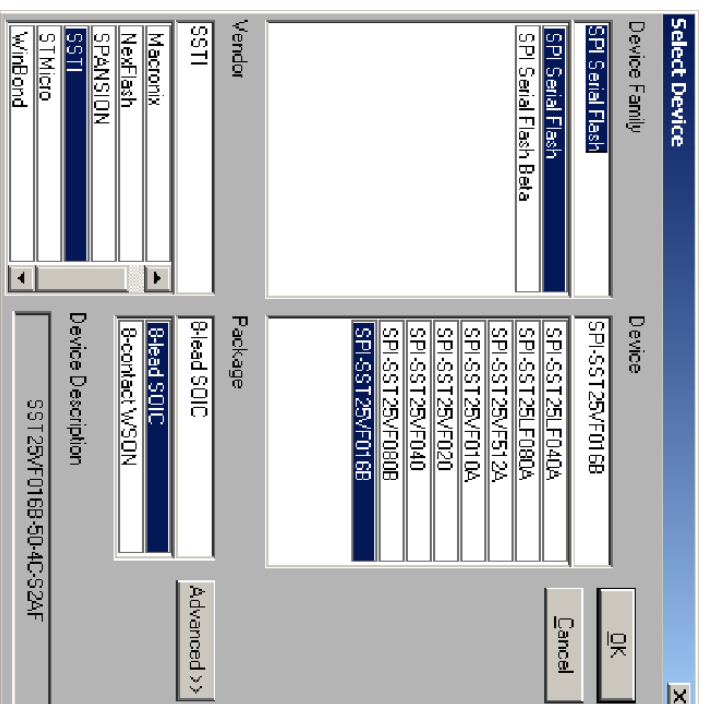 Select Device
X
Device Family
SPI Serial Flash
SPI Serial Flash
SPI Serial Flash Beta
Device
SPI-SST25VF016B
SPI-SST25LF040A
SPI-SST25LF080A
SPI-SST25VF512A
SPI-SST25VF010A
SPI-SST25VF020
SPI-SST25VF040
SPI-SST25VF080B
SPI-SST25VF016B
OK
Cancel
Vendor
SSTI
Macronix
NexFlash
SPANSION
SSTI
STMicro
WinBond
Package
8-lead SOIC
8-lead SOIC
8-contact WSON
Advanced >>
Device Description
SST25VF016B-50-4C-S2AF